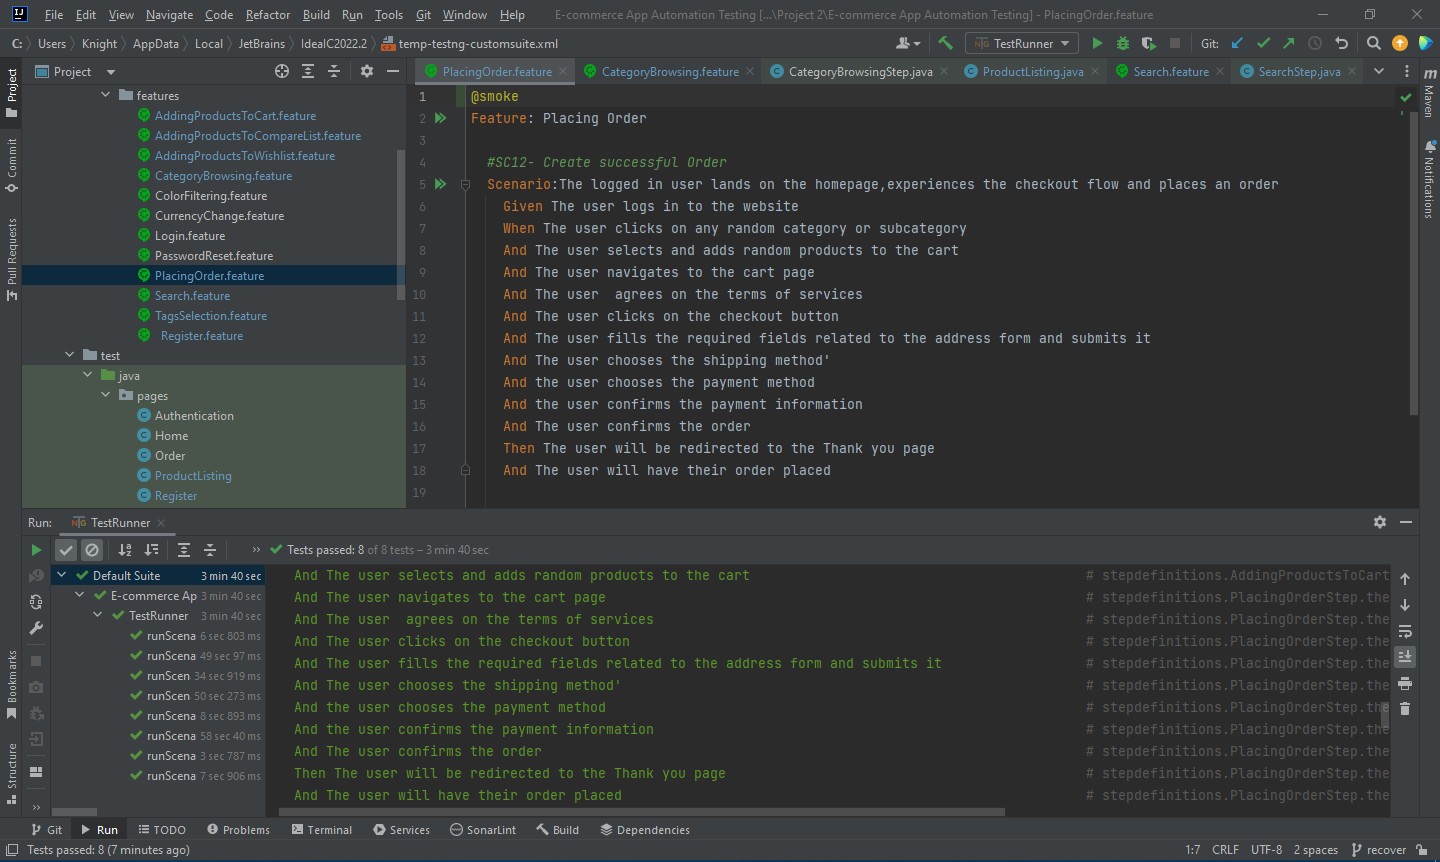 IJ File Edit View Navigate Code Refactor Build Run Tools Git Window Help E-commerce App Automation Testing [...\Project 2\E-commerce App Automation Testing] - PlacingOrder.feature
C: Users Knight AppData Local JetBrains IdeaIC2022.2 temp-testng-customsuite.xml TestRunner Git:
Project
PlacingOrder.feature CategoryBrowsing.feature CategoryBrowsingStep.java ProductListing.java Search.feature SearchStep.java
Project
Commit
Pull Requests
Bookmarks
Structure
Maven
Notifications
features
AddingProductsToCart.feature
AddingProductsToCompareList.feature
AddingProductsToWishlist.feature
CategoryBrowsing.feature
ColorFiltering.feature
CurrencyChange.feature
Login.feature
PasswordReset.feature
PlacingOrder.feature
Search.feature
TagsSelection.feature
Register.feature
test
java
pages
Authentication
Home
Order
ProductListing
Register
1 @smoke
2 Feature: Placing Order
3
4 #SC12- Create successful Order
5 Scenario:The logged in user lands on the homepage,experiences the checkout flow and places an order
6 Given The user logs in to the website
7 When The user clicks on any random category or subcategory
8 And The user selects and adds random products to the cart
9 And The user navigates to the cart page
10 And The user  agrees on the terms of services
11 And The user clicks on the checkout button
12 And The user fills the required fields related to the address form and submits it
13 And The user chooses the shipping method'
14 And the user chooses the payment method
15 And the user confirms the payment information
16 And The user confirms the order
17 Then The user will be redirected to the Thank you page
18 And The user will have their order placed
19
Run: TestRunner
Tests passed: 8 of 8 tests – 3 min 40 sec
Default Suite 3 min 40 sec
E-commerce Ap 3 min 40 sec
TestRunner 3 min 40 sec
runScena 6 sec 803 ms
runScena 49 sec 97 ms
runScen 34 sec 919 ms
runScen 50 sec 273 ms
runScena 8 sec 893 ms
runScena 58 sec 40 ms
runScena 3 sec 787 ms
runScena 7 sec 906 ms
And The user selects and adds random products to the cart # stepdefinitions.AddingProductsToCart
And The user navigates to the cart page # stepdefinitions.PlacingOrderStep.the
And The user  agrees on the terms of services # stepdefinitions.PlacingOrderStep.the
And The user clicks on the checkout button # stepdefinitions.PlacingOrderStep.the
And The user fills the required fields related to the address form and submits it # stepdefinitions.PlacingOrderStep.the
And The user chooses the shipping method' # stepdefinitions.PlacingOrderStep.the
And the user chooses the payment method # stepdefinitions.PlacingOrderStep.the
And the user confirms the payment information # stepdefinitions.PlacingOrderStep.the
And The user confirms the order # stepdefinitions.PlacingOrderStep.the
Then The user will be redirected to the Thank you page # stepdefinitions.PlacingOrderStep.the
And The user will have their order placed # stepdefinitions.PlacingOrderStep.the
Git Run TODO Problems Terminal Services SonarLint Build Dependencies
Tests passed: 8 (7 minutes ago) 1:7 CRLF UTF-8 2 spaces recover